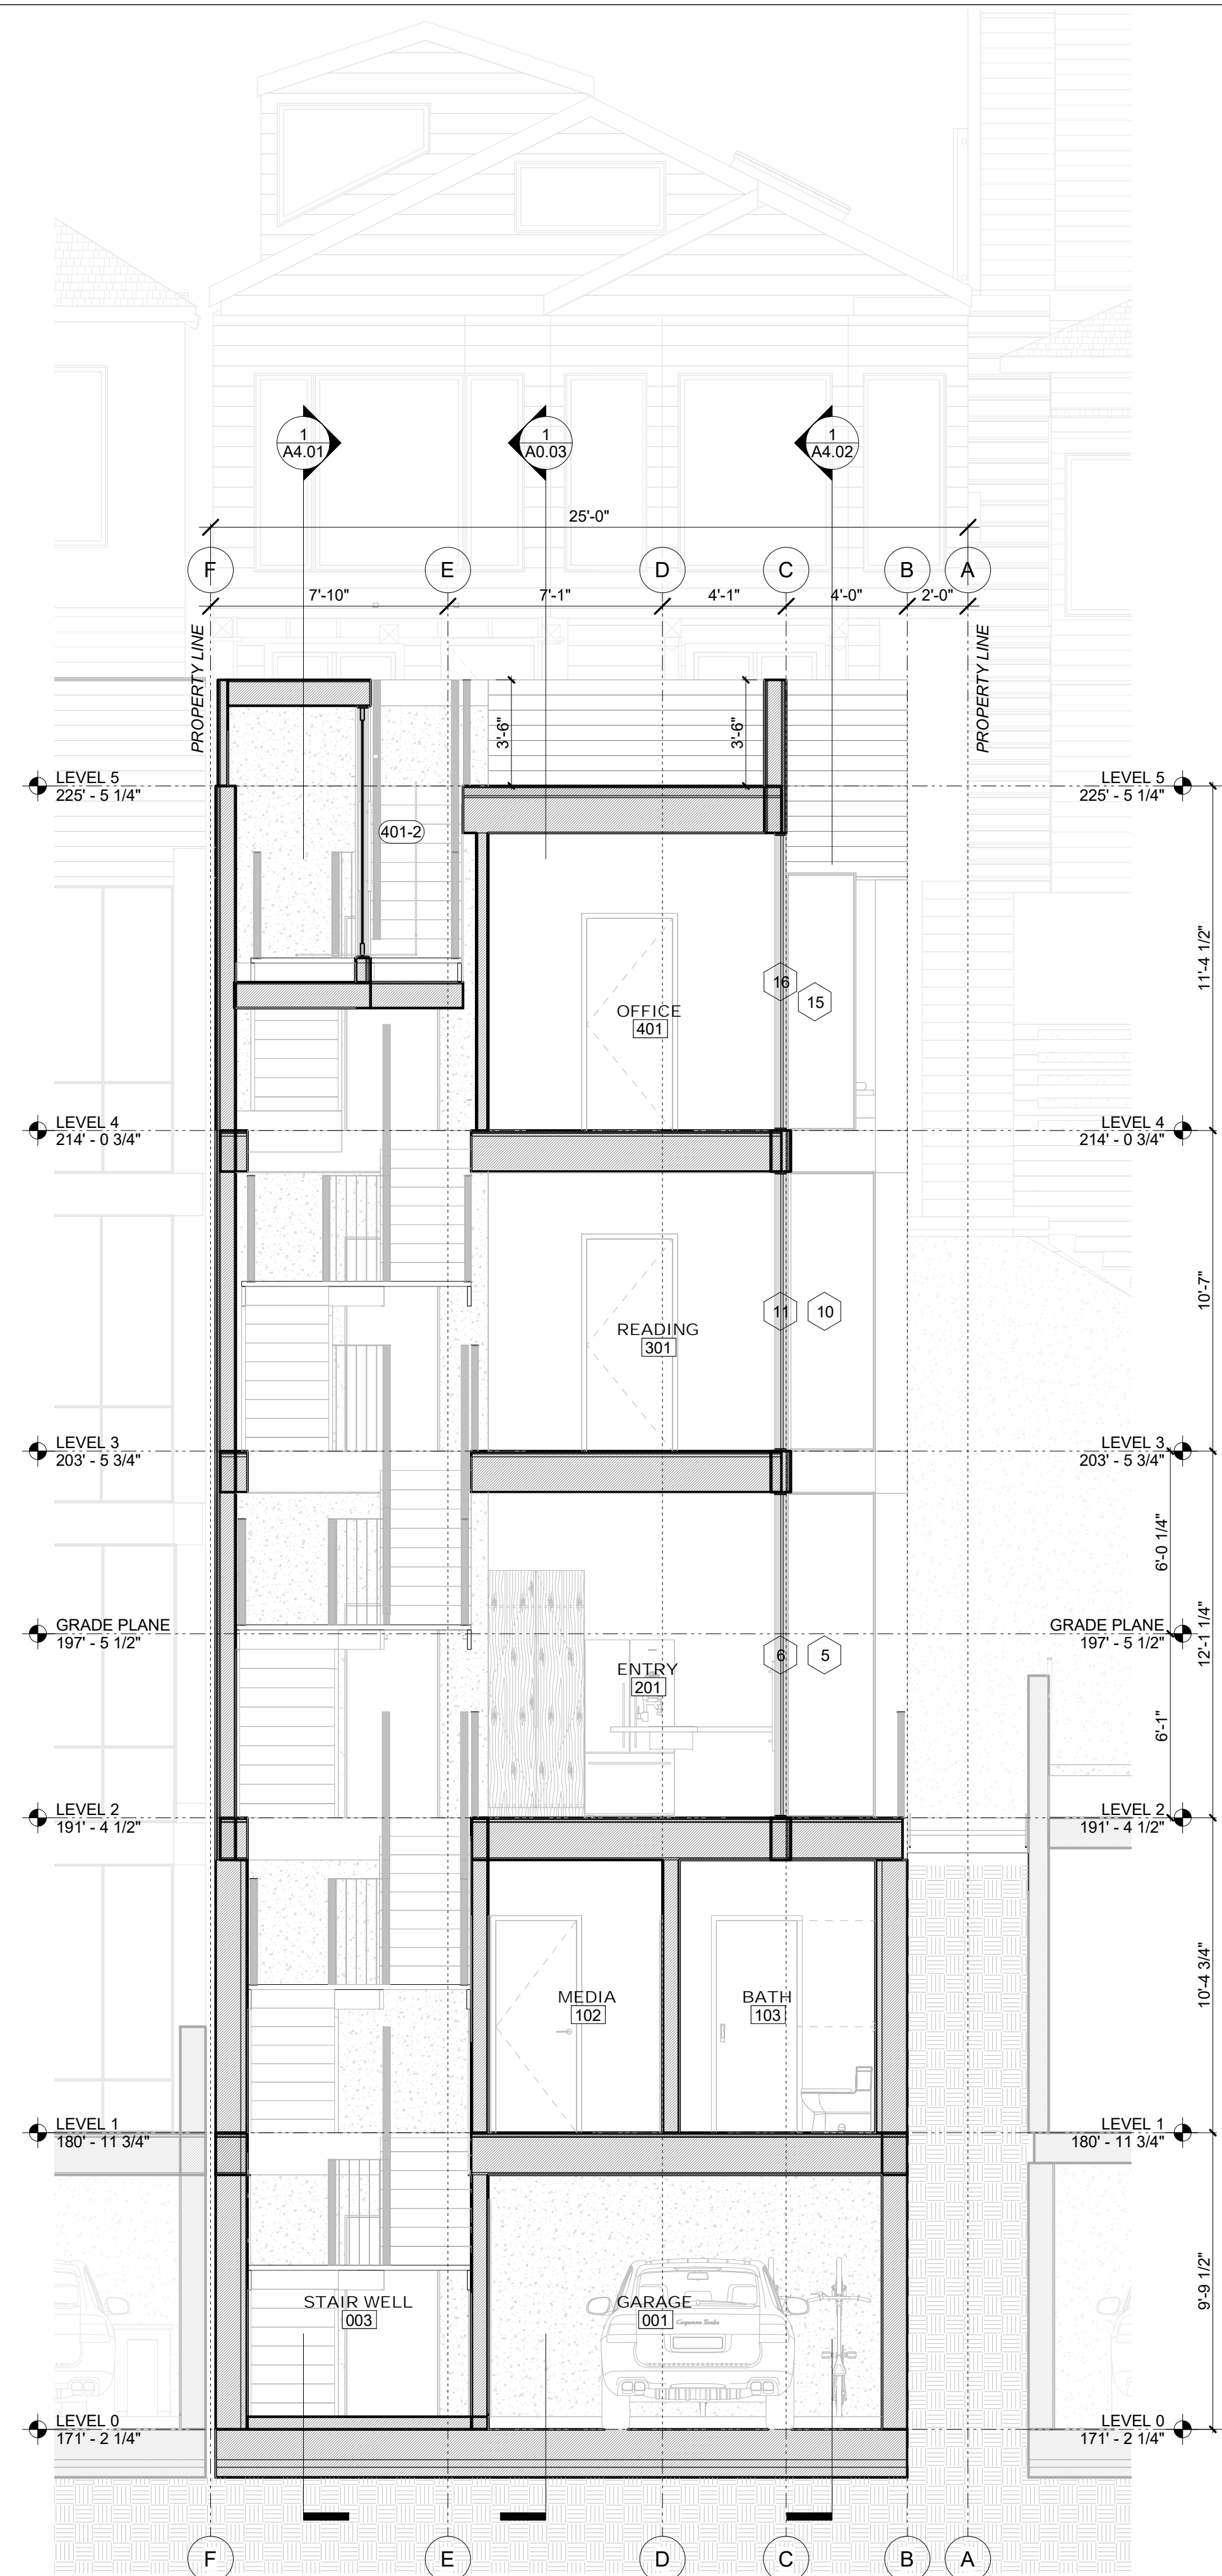 1
A4.01
1
A0.03
1
A4.02
25'-0"
F
E
D
C
B
A
7'-10"
7'-1"
4'-1"
4'-0"
2'-0"
PROPERTY LINE
PROPERTY LINE
3'-6"
3'-6"
LEVEL 5
225' - 5 1/4"
LEVEL 5
225' - 5 1/4"
401-2
11'-4 1/2"
16
15
OFFICE
401
LEVEL 4
214' - 0 3/4"
LEVEL 4
214' - 0 3/4"
10'-7"
11
10
READING
301
LEVEL 3
203' - 5 3/4"
LEVEL 3
203' - 5 3/4"
6'-0 1/4"
12'-1 1/4"
GRADE PLANE
197' - 5 1/2"
GRADE PLANE
197' - 5 1/2"
6
5
ENTRY
201
6'-1"
LEVEL 2
191' - 4 1/2"
LEVEL 2
191' - 4 1/2"
10'-4 3/4"
MEDIA
102
BATH
103
LEVEL 1
180' - 11 3/4"
LEVEL 1
180' - 11 3/4"
9'-9 1/2"
STAIR WELL
003
GARAGE
001
Cayenne Turbo
LEVEL 0
171' - 2 1/4"
LEVEL 0
171' - 2 1/4"
F
E
D
C
B
A